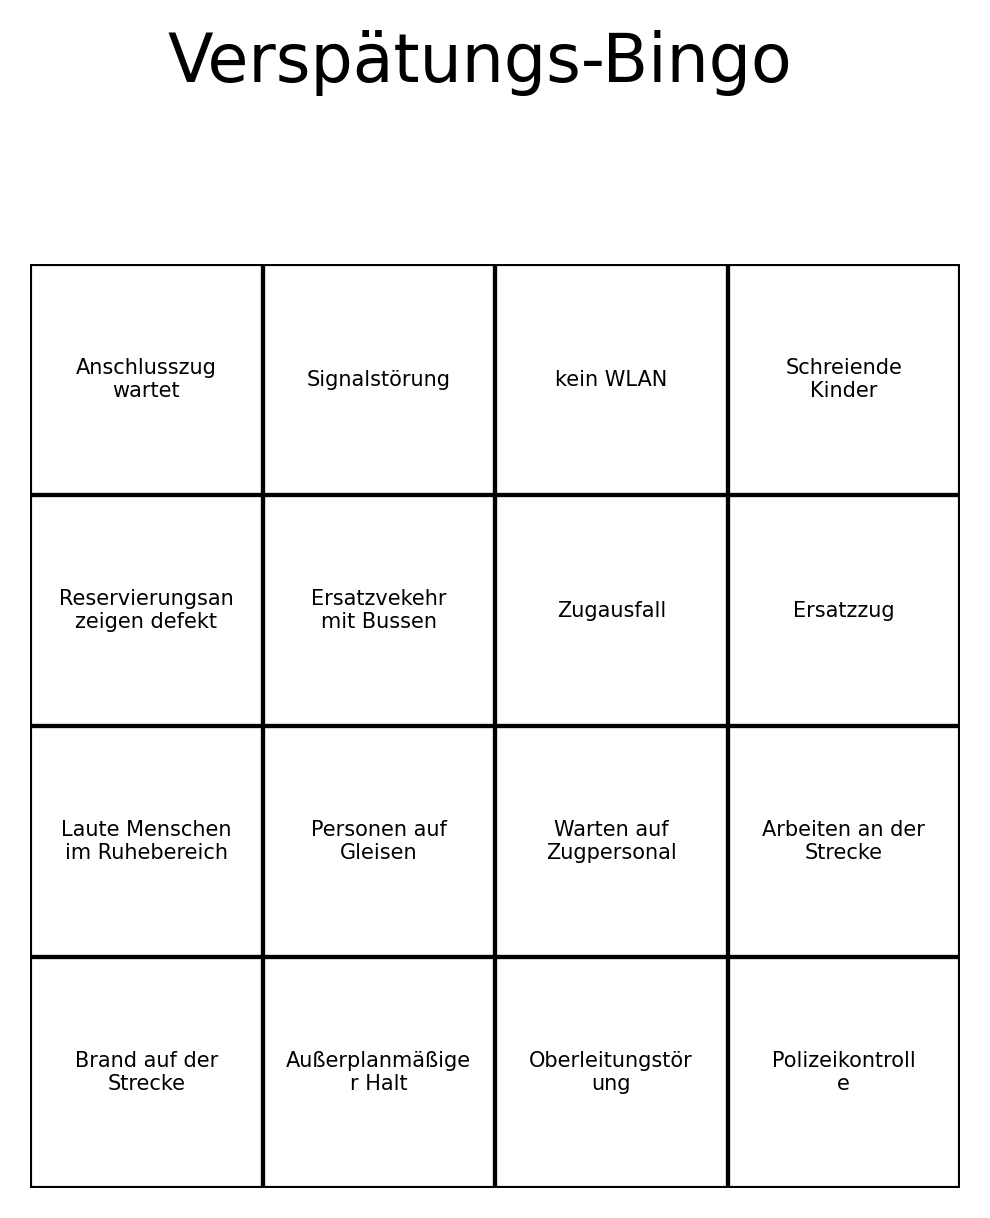 Verspätungs-Bingo
Anschlusszug
wartet
Signalstörung
kein WLAN
Schreiende
Kinder
Reservierungsan
zeigen defekt
Ersatzvekehr
mit Bussen
Zugausfall
Ersatzzug
Laute Menschen
im Ruhebereich
Personen auf
Gleisen
Warten auf
Zugpersonal
Arbeiten an der
Strecke
Brand auf der
Strecke
Außerplanmäßige
r Halt
Oberleitungstör
ung
Polizeikontroll
e